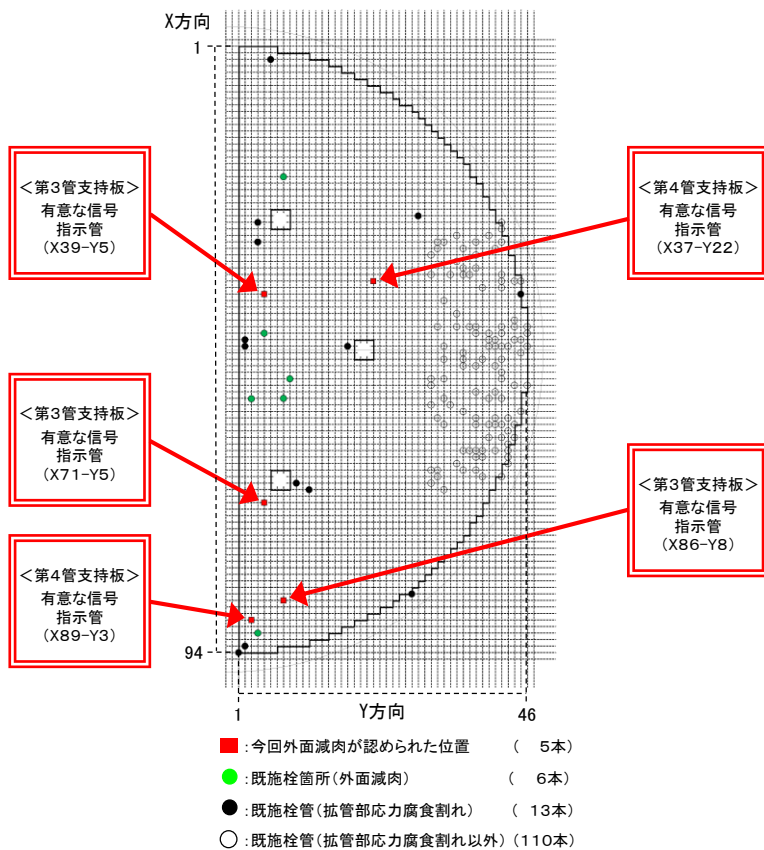 X方向
1
＜第3管支持板＞
有意な信号
指示管
(X39-Y5)
＜第4管支持板＞
有意な信号
指示管
(X37-Y22)
＜第3管支持板＞
有意な信号
指示管
(X71-Y5)
＜第3管支持板＞
有意な信号
指示管
(X86-Y8)
＜第4管支持板＞
有意な信号
指示管
(X89-Y3)
94
1 Y方向 46
:今回外面減肉が認められた位置 ( 5本)
:既施栓箇所(外面減肉) ( 6本)
:既施栓管(拡管部応力腐食割れ) ( 13本)
:既施栓管(拡管部応力腐食割れ以外) (110本)